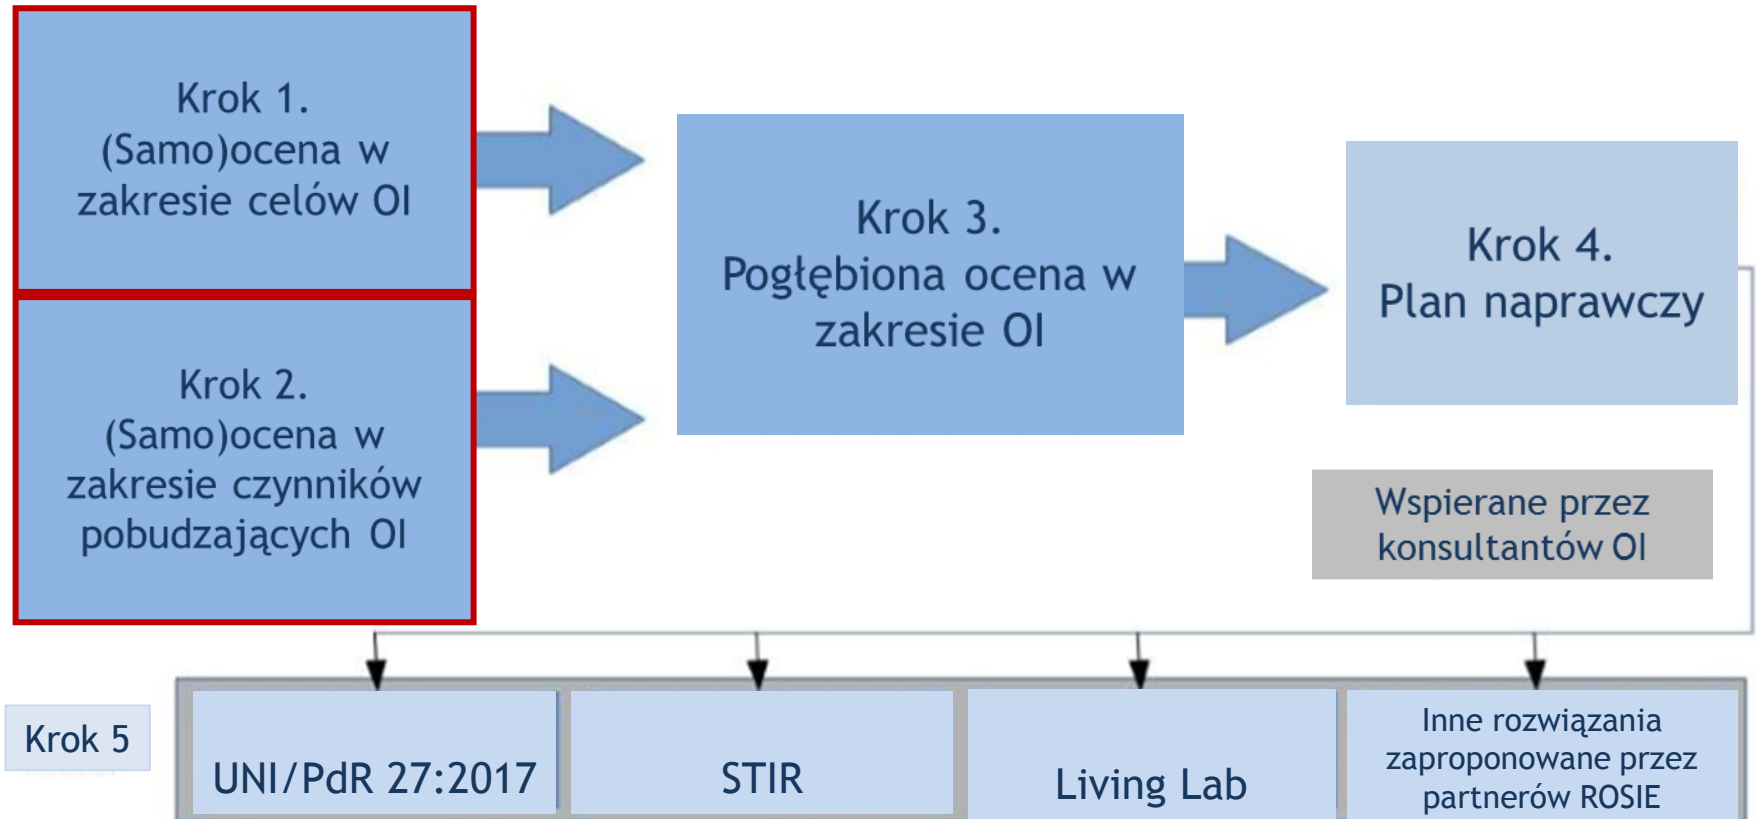 Krok 1.
(Samo)ocena w
zakresie celów OI
Krok 2.
(Samo)ocena w
zakresie czynników
pobudzających OI
Krok 3.
Pogłębiona ocena w
zakresie OI
Krok 4.
Plan naprawczy
Wspierane przez
konsultantów OI
Krok 5
UNI/PdR 27:2017
STIR
Living Lab
Inne rozwiązania
zaproponowane przez
partnerów ROSIE